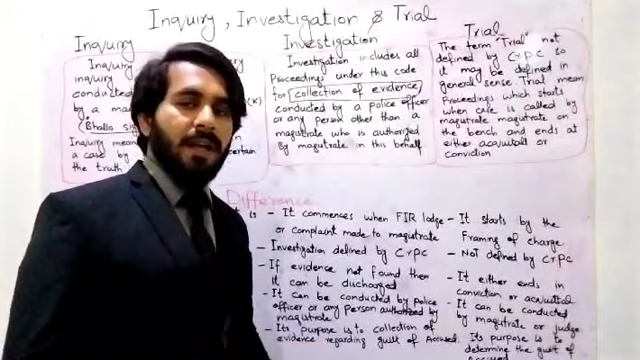 Inquiry, Investigation & Trial
Inquiry
Inquiry
inquiry
conducted
by a
(Bhalla
Inquiry mean
a case by certain
the truth
Investigation
Investigation includes all
Proceedings under this code
for (collection of evidence)
conducted by a police officer
or any person other than a
magistrate who is authorized
By magistrate in this behalf
Trial
The term "Trial" not
defined by CrPC so
it may be defined in
general sense Trial mean
Proceedings which starts
when case is called by
magistrate magistrate on
the bench and ends at
either acquittal or
conviction
Difference
is
- It commences when FIR lodge
or complaint made to magistrate
- Investigation defined by CrPC
- If evidence not found then
it can be discharged
- It can be conducted by police
officer or any person authorized by
magistrate
- Its purpose is to collection of
evidence regarding guilt of Accused
- It starts by the
Framing of charge
- Not defined by CrPC
- It either ends in
conviction or acquittal
- It can be conducted
by magistrate or judge
Its purpose is to
determine the guilt of